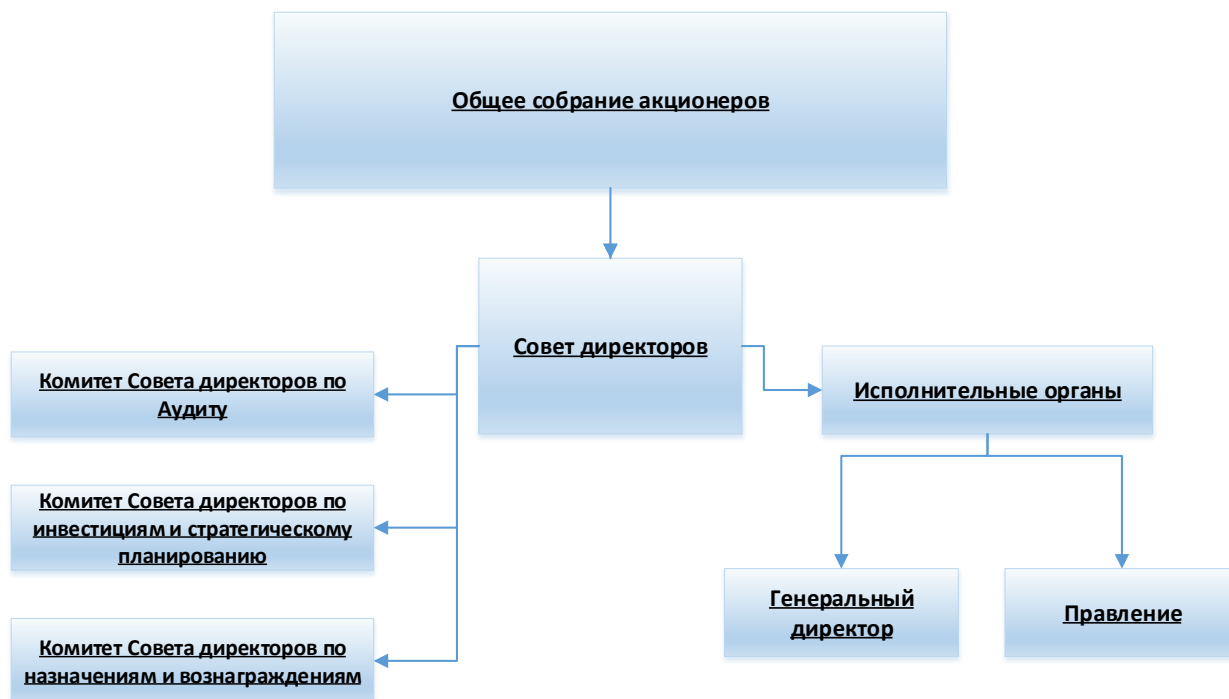 Общее собрание акционеров
Совет директоров
Комитет Совета директоров по
Аудиту
Исполнительные органы
Комитет Совета директоров по
инвестициям и стратегическому
планированию
Генеральный
директор
Правление
Комитет Совета директоров по
назначениям и вознаграждениям